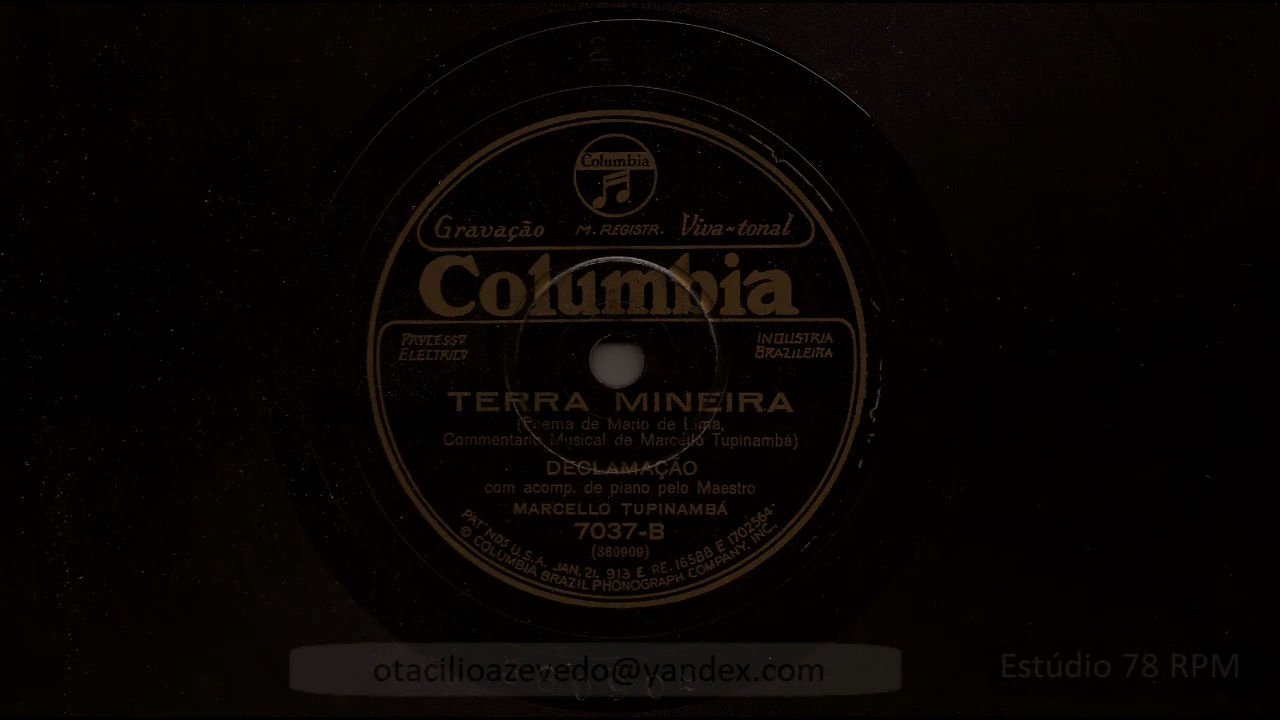 2
Columbia
Gravação M. REGISTR. Viva-tonal
Columbia
PROCESSO
ELECTRICO
INDUSTRIA
BRAZILEIRA
TERRA MINEIRA
(Poema de Mario de Lima,
Commentario Musical de Marcello Tupinambá)
DECLAMAÇÃO
com acomp. de piano pelo Maestro
MARCELLO TUPINAMBÁ
7037-B
(380909)
PAT'NDS U.S.A. JAN. 21, 913 E RE. 16588 E 1702564
© COLUMBIA BRAZIL PHONOGRAPH COMPANY, INC.,
otacilioazevedo@yandex.com
Estúdio 78 RPM